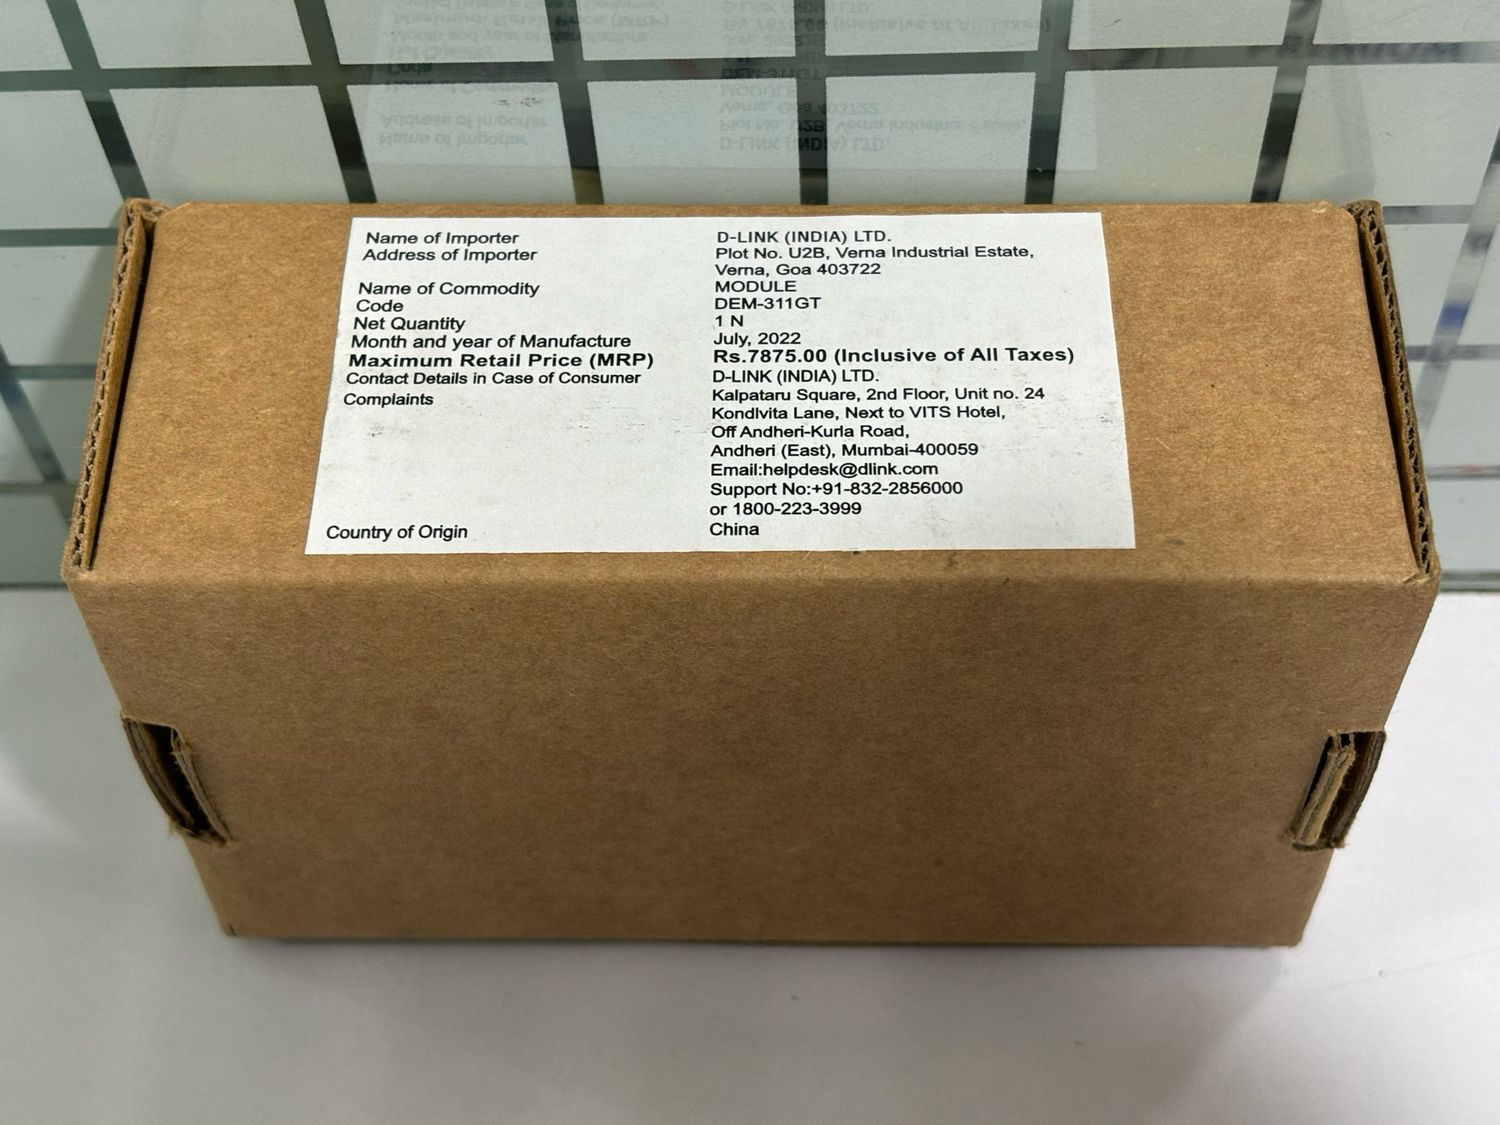 Name of Importer D-LINK (INDIA) LTD.
Address of Importer Plot No. U2B, Verna Industrial Estate,
Verna, Goa 403722
Name of Commodity MODULE
Code DEM-311GT
Net Quantity 1 N
Month and year of Manufacture July, 2022
Maximum Retail Price (MRP) Rs.7875.00 (Inclusive of All Taxes)
Contact Details in Case of Consumer D-LINK (INDIA) LTD.
Complaints Kalpataru Square, 2nd Floor, Unit no. 24
Kondlvita Lane, Next to VITS Hotel,
Off Andheri-Kurla Road,
Andheri (East), Mumbai-400059
Email:helpdesk@dlink.com
Support No:+91-832-2856000
or 1800-223-3999
Country of Origin China